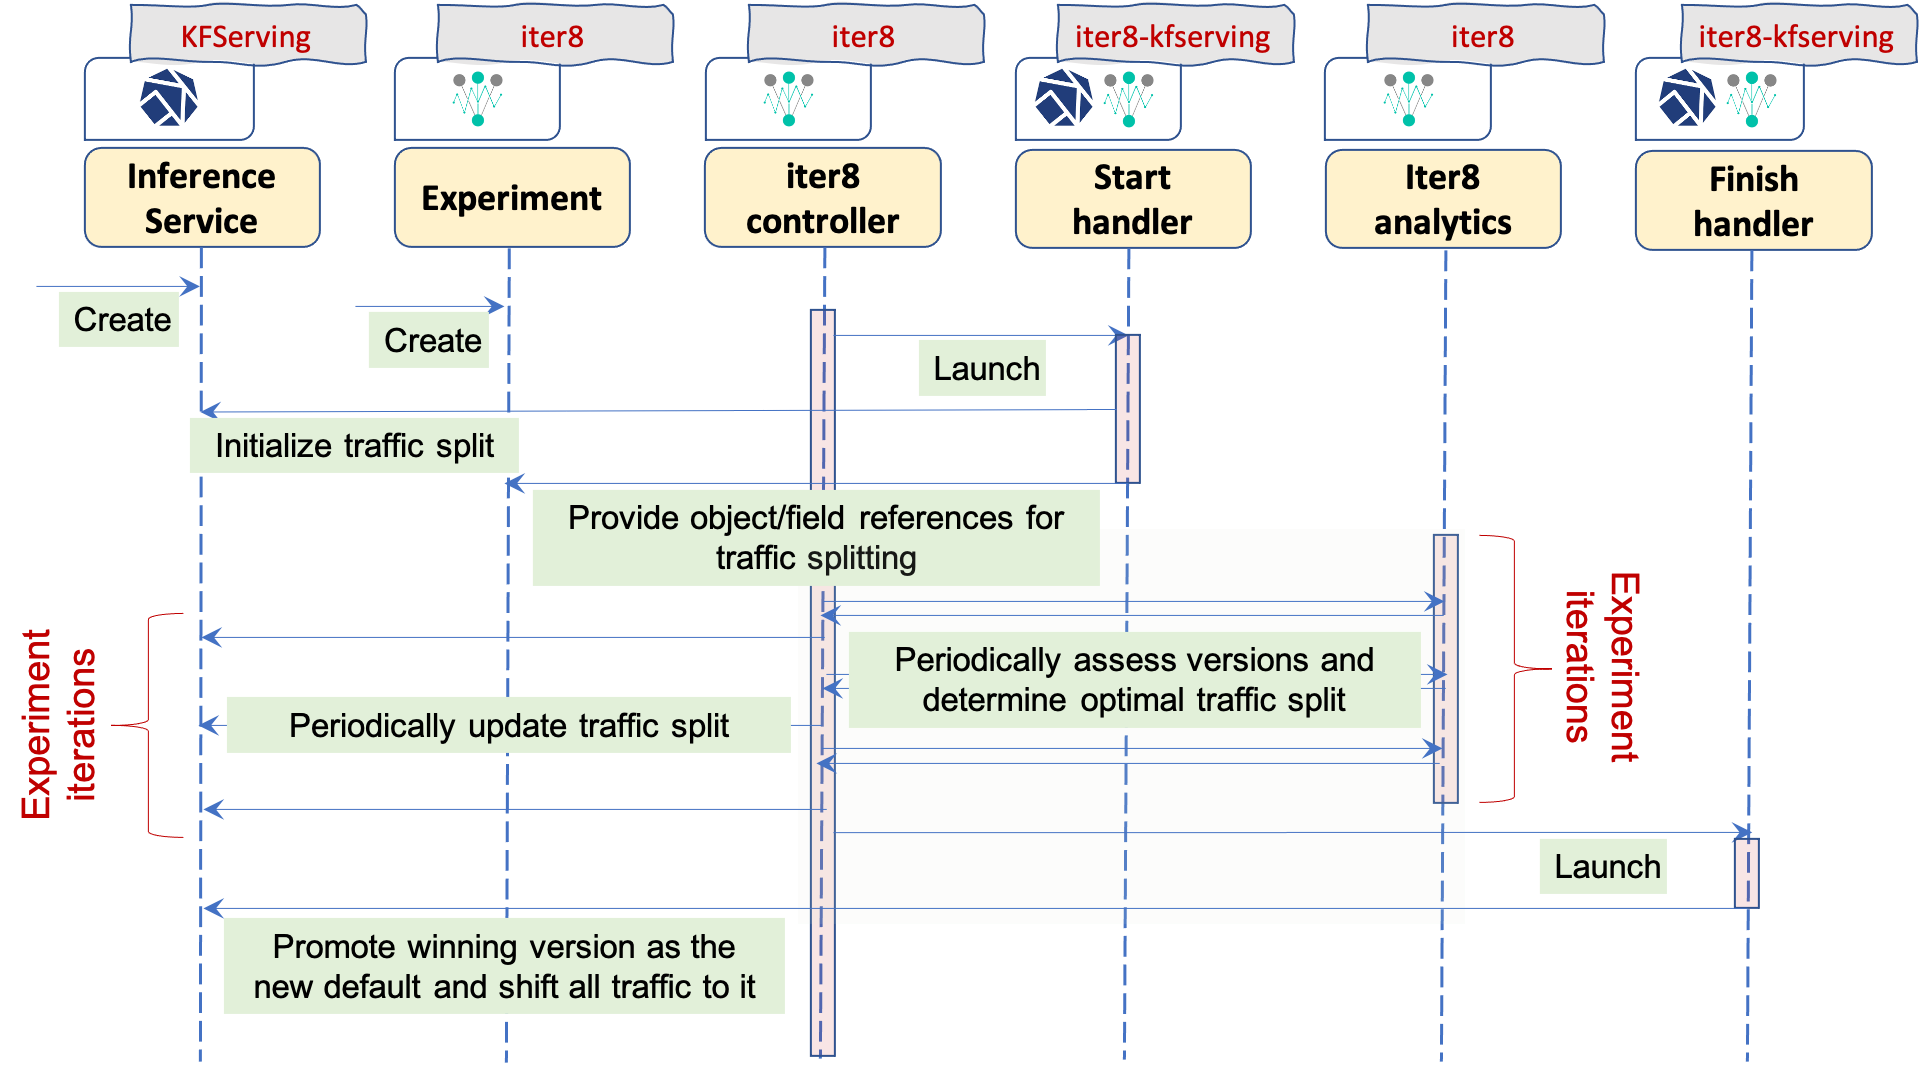 KFServing
iter8
iter8
iter8-kfserving
iter8
iter8-kfserving
Inference
Service
Experiment
iter8
controller
Start
handler
Iter8
analytics
Finish
handler
Create
Create
Launch
Initialize traffic split
Provide object/field references for
traffic splitting
Experiment
iterations
Periodically assess versions and
determine optimal traffic split
Experiment
iterations
Periodically update traffic split
Launch
Promote winning version as the
new default and shift all traffic to it